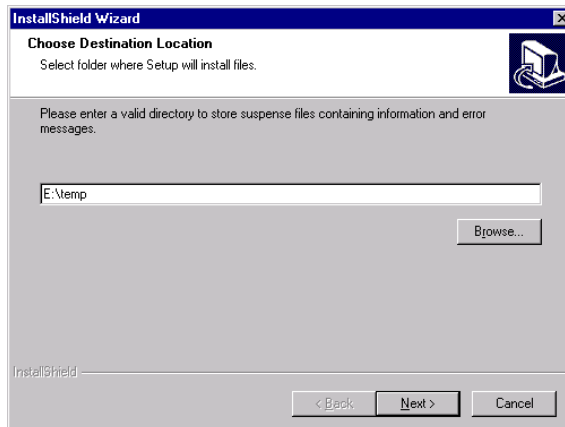 InstallShield Wizard
Choose Destination Location
Select folder where Setup will install files.
Please enter a valid directory to store suspense files containing information and error
messages.
E:\temp
Browse...
InstallShield
< Back
Next >
Cancel